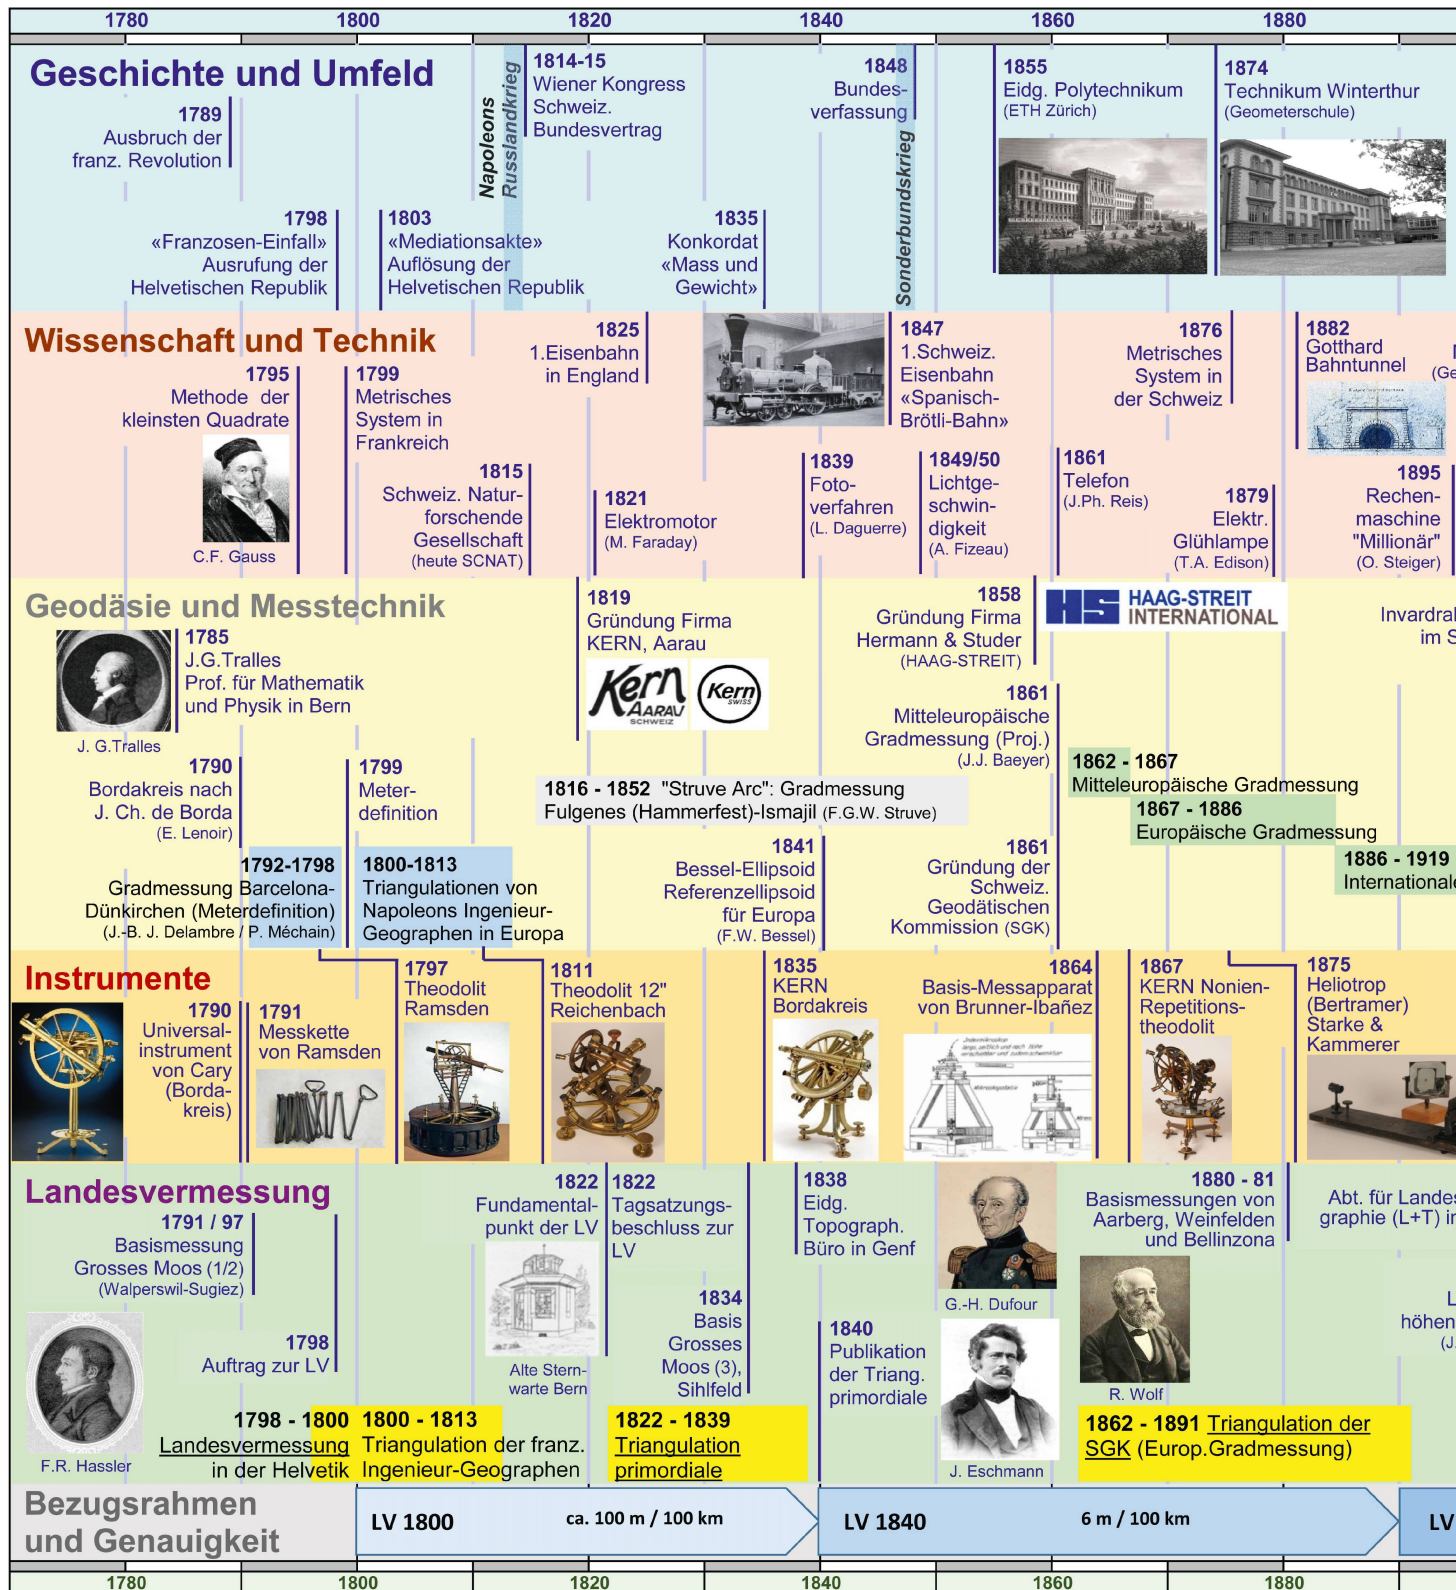 1780 1800 1820 1840 1860 1880
Geschichte und Umfeld
1789
Ausbruch der
franz. Revolution
1798
«Franzosen-Einfall»
Ausrufung der
Helvetischen Republik
1803
«Mediationsakte»
Auflösung der
Helvetischen Republik
Napoleons
Russlandkrieg
1814-15
Wiener Kongress
Schweiz.
Bundesvertrag
1835
Konkordat
«Mass und
Gewicht»
1848
Bundes-
verfassung
Sonderbundskrieg
1855
Eidg. Polytechnikum
(ETH Zürich)
1874
Technikum Winterthur
(Geometerschule)
Wissenschaft und Technik
1795
Methode der
kleinsten Quadrate
C.F. Gauss
1799
Metrisches
System in
Frankreich
1815
Schweiz. Natur-
forschende
Gesellschaft
(heute SCNAT)
1825
1.Eisenbahn
in England
1821
Elektromotor
(M. Faraday)
1847
1.Schweiz.
Eisenbahn
«Spanisch-
Brötli-Bahn»
1839
Foto-
verfahren
(L. Daguerre)
1849/50
Lichtge-
schwin-
digkeit
(A. Fizeau)
1861
Telefon
(J.Ph. Reis)
1876
Metrisches
System in
der Schweiz
1879
Elektr.
Glühlampe
(T.A. Edison)
1882
Gotthard
Bahntunnel
(Ge
1895
Rechen-
maschine
"Millionär"
(O. Steiger)
Geodäsie und Messtechnik
J. G.Tralles
1785
J.G.Tralles
Prof. für Mathematik
und Physik in Bern
1790
Bordakreis nach
J. Ch. de Borda
(E. Lenoir)
1799
Meter-
definition
1792-1798
Gradmessung Barcelona-
Dünkirchen (Meterdefinition)
(J.-B. J. Delambre / P. Méchain)
1800-1813
Triangulationen von
Napoleons Ingenieur-
Geographen in Europa
1819
Gründung Firma
KERN, Aarau
Kern
AARAU
SCHWEIZ
Kern
SWISS
1816 - 1852 "Struve Arc": Gradmessung
Fulgenes (Hammerfest)-Ismajil (F.G.W. Struve)
1841
Bessel-Ellipsoid
Referenzellipsoid
für Europa
(F.W. Bessel)
1858
Gründung Firma
Hermann & Studer
(HAAG-STREIT)
HS HAAG-STREIT
INTERNATIONAL
1861
Mitteleuropäische
Gradmessung (Proj.)
(J.J. Baeyer)
1861
Gründung der
Schweiz.
Geodätischen
Kommission (SGK)
1862 - 1867
Mitteleuropäische Gradmessung
1867 - 1886
Europäische Gradmessung
1886 - 1919
Internationale
Invardra
im S
Instrumente
1790
Universal-
instrument
von Cary
(Borda-
kreis)
1791
Messkette
von Ramsden
1797
Theodolit
Ramsden
1811
Theodolit 12"
Reichenbach
1835
KERN
Bordakreis
1864
Basis-Messapparat
von Brunner-Ibañez
1867
KERN Nonien-
Repetitions-
theodolit
1875
Heliotrop
(Bertramer)
Starke &
Kammerer
Landesvermessung
1791 / 97
Basismessung
Grosses Moos (1/2)
(Walperswil-Sugiez)
1798
Auftrag zur LV
F.R. Hassler
1798 - 1800
Landesvermessung
in der Helvetik
1800 - 1813
Triangulation der franz.
Ingenieur-Geographen
1822
Fundamental-
punkt der LV
Alte Stern-
warte Bern
1822
Tagsatzungs-
beschluss zur
LV
1834
Basis
Grosses
Moos (3),
Sihlfeld
1822 - 1839
Triangulation
primordiale
1838
Eidg.
Topograph.
Büro in Genf
1840
Publikation
der Triang.
primordiale
G.-H. Dufour
J. Eschmann
1880 - 81
Basismessungen von
Aarberg, Weinfelden
und Bellinzona
R. Wolf
1862 - 1891 Triangulation der
SGK (Europ.Gradmessung)
Abt. für Landes
graphie (L+T) i
L
höhen
(J.
Bezugsrahmen
und Genauigkeit
LV 1800 ca. 100 m / 100 km
LV 1840 6 m / 100 km
LV
1780 1800 1820 1840 1860 1880